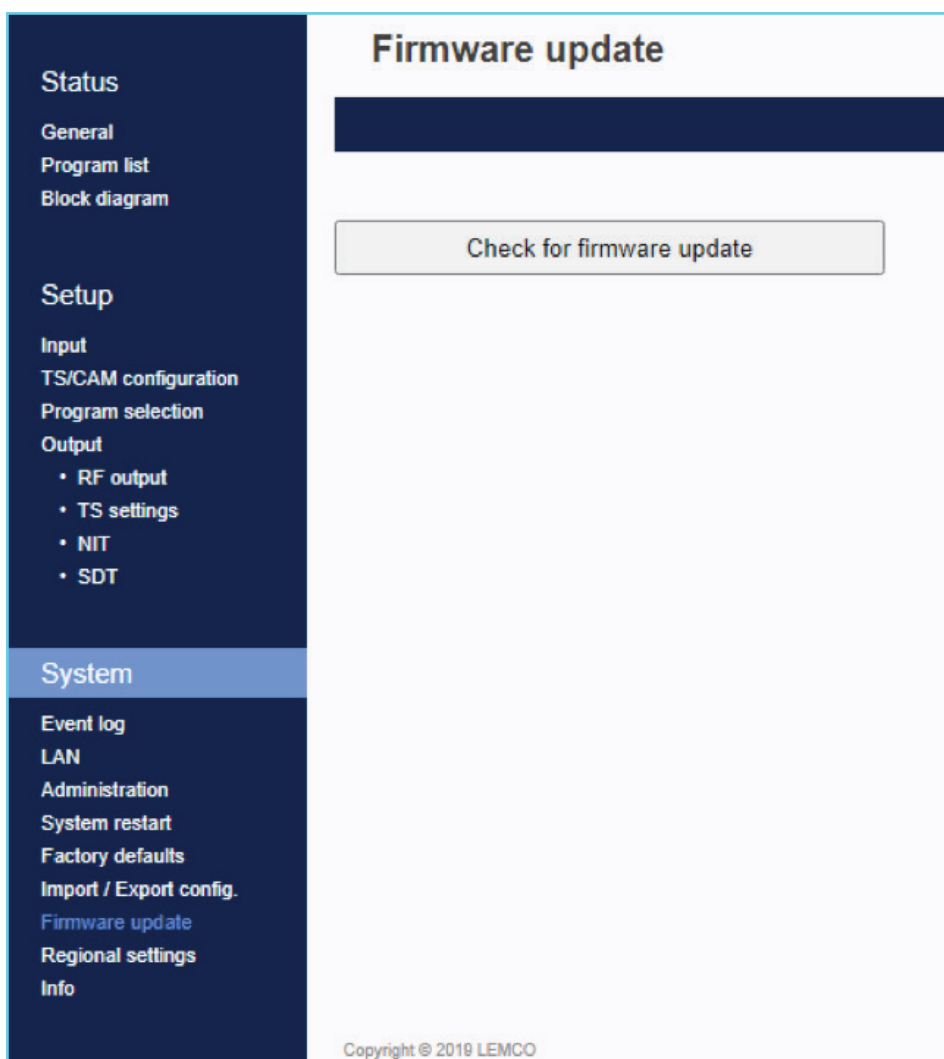 Status
General
Program list
Block diagram
Setup
Input
TS/CAM configuration
Program selection
Output
• RF output
• TS settings
• NIT
• SDT
System
Event log
LAN
Administration
System restart
Factory defaults
Import / Export config.
Firmware update
Regional settings
Info
Firmware update
Check for firmware update
Copyright © 2019 LEMCO